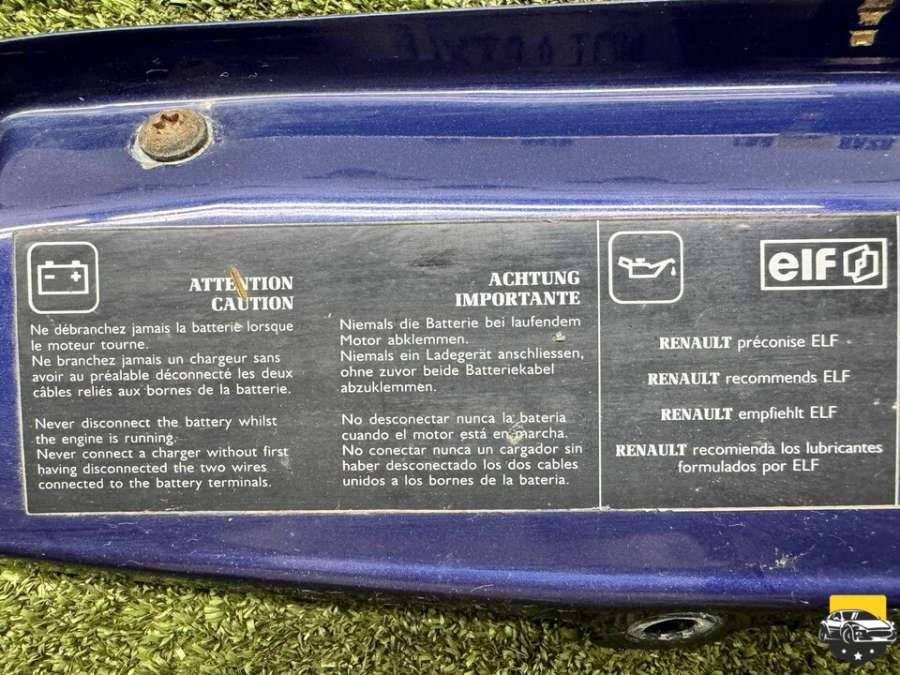 ATTENTION
CAUTION
Ne débranchez jamais la batterie lorsque
le moteur tourne.
Ne branchez jamais un chargeur sans
avoir au préalable déconnecté les deux
câbles reliés aux bornes de la batterie.
Never disconnect the battery whilst
the engine is running.
Never connect a charger without first
having disconnected the two wires
connected to the battery terminals.
ACHTUNG
IMPORTANTE
Niemals die Batterie bei laufendem
Motor abklemmen.
Niemals ein Ladegerät anschliessen,
ohne zuvor beide Batteriekabel
abzuklemmen.
No desconectar nunca la bateria
cuando el motor está en marcha.
No conectar nunca un cargador sin
haber desconectado los dos cables
unidos a los bornes de la bateria.
elf
RENAULT préconise ELF
RENAULT recommends ELF
RENAULT empfiehlt ELF
RENAULT recomienda los lubricantes
formulados por ELF